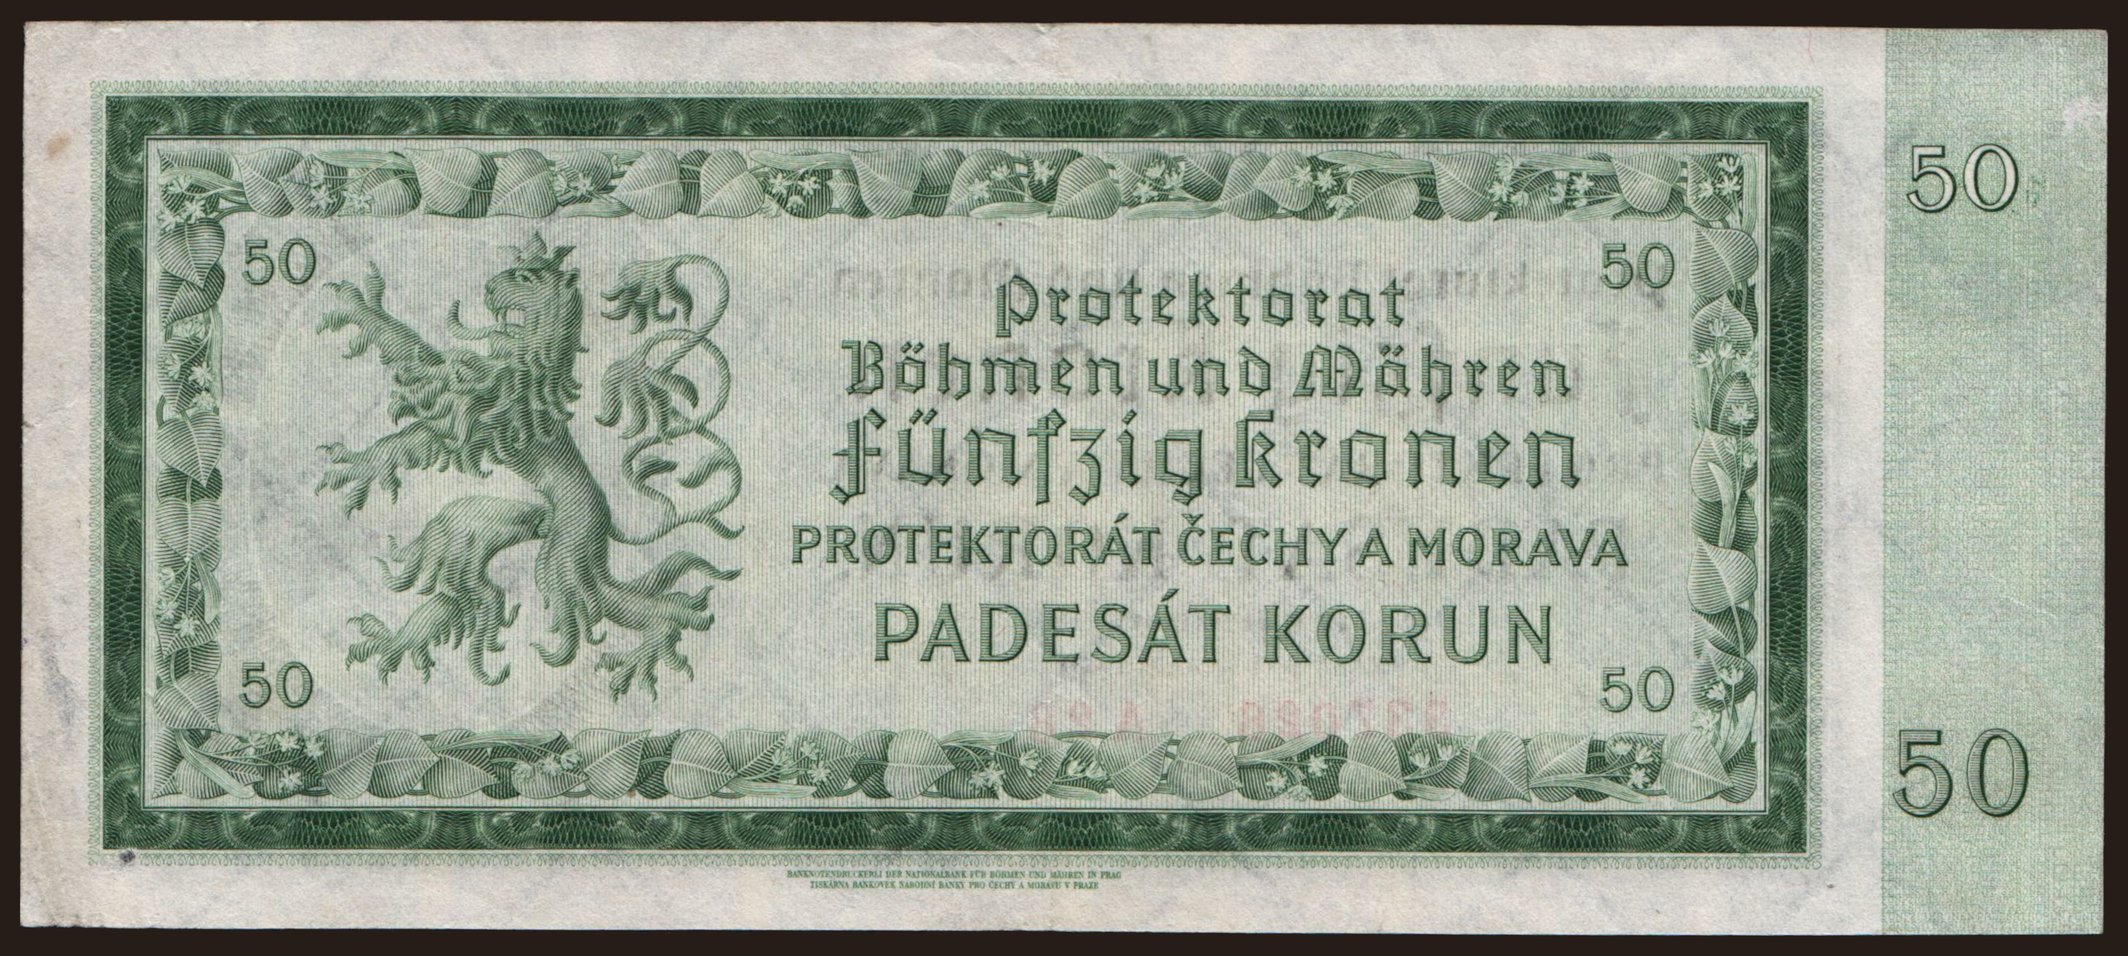 50
50
50
Protektorat
Böhmen und Mähren
Fünfzig Kronen
PROTEKTORÁT ČECHY A MORAVA
PADESÁT KORUN
50
50
50
BANKNOTENDRUCKEREI DER NATIONALBANK FÜR BÖHMEN UND MÄHREN IN PRAG
TISKÁRNA BANKOVEK NÁRODNÍ BANKY PRO ČECHY A MORAVU V PRAZE